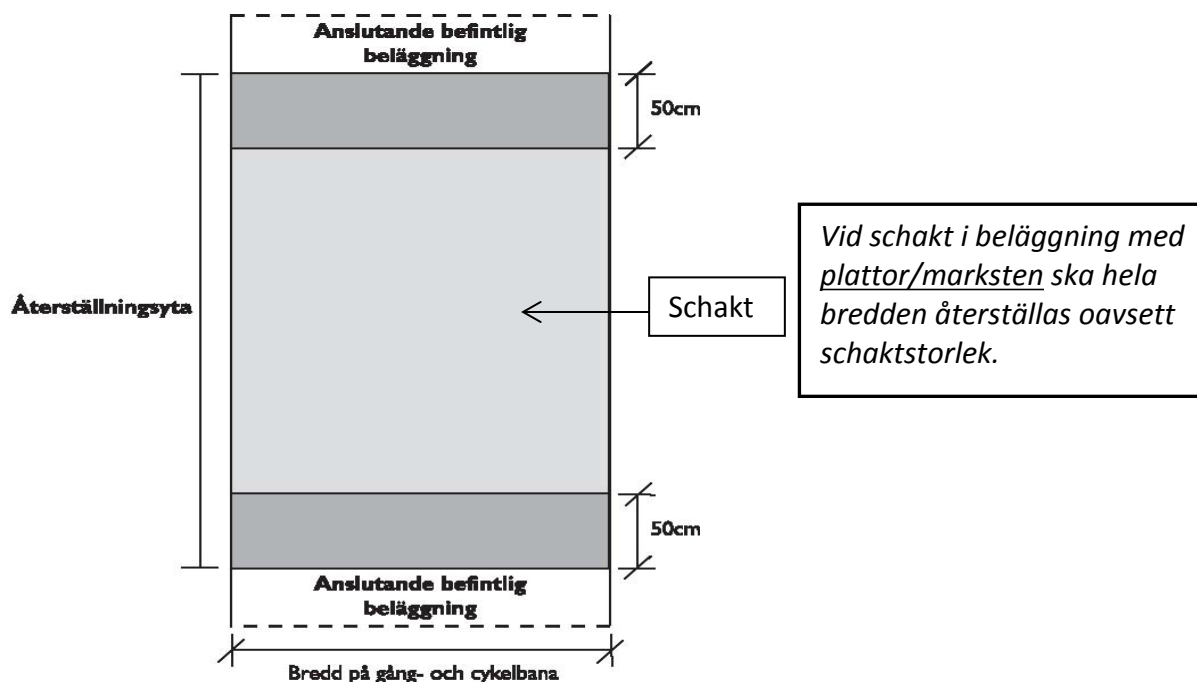 Anslutande befintlig
beläggning
50cm
Återställningsyta
Schakt
Vid schakt i beläggning med
plattor/marksten ska hela
bredden återställas oavsett
schaktstorlek.
50cm
Anslutande befintlig
beläggning
Bredd på gång- och cykelbana